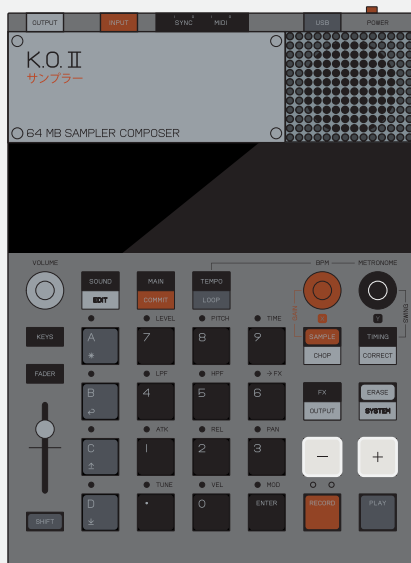 OUTPUT INPUT SYNC MIDI USB POWER
K.O. II
サンプラー
64 MB SAMPLER COMPOSER
VOLUME BPM METRONOME
SOUND MAIN TEMPO
EDIT COMMIT LOOP
LEVEL PITCH TIME
KEYS A 7 8 9 SAMPLE TIMING
CHOP CORRECT
FADER LPF HPF →FX
B 4 5 6 FX ERASE
OUTPUT SYSTEM
ATK REL PAN
C 1 2 3 - +
TUNE VEL MOD
SHIFT D . 0 ENTER RECORD PLAY